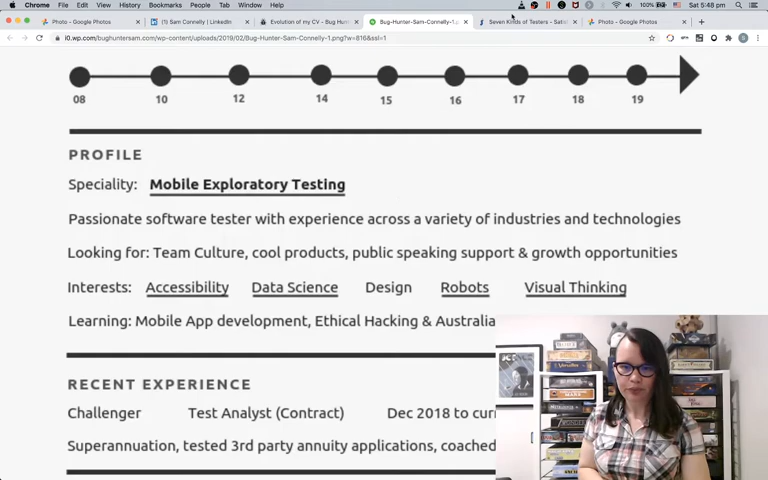 Chrome File Edit View History Bookmarks People Tab Window Help 100% Sat 5:48 pm
Photo - Google Photos (1) Sam Connelly | LinkedIn Evolution of my CV – Bug Hunt Bug-Hunter-Sam-Connelly-1.p Seven Kinds of Testers - Sati Photo - Google Photos
i0.wp.com/bughuntersam.com/wp-content/uploads/2019/02/Bug-Hunter-Sam-Connelly-1.png?w=816&ssl=1
08 10 12 14 15 16 17 18 19
PROFILE
Speciality: Mobile Exploratory Testing
Passionate software tester with experience across a variety of industries and technologies
Looking for: Team Culture, cool products, public speaking support & growth opportunities
Interests: Accessibility Data Science Design Robots Visual Thinking
Learning: Mobile App development, Ethical Hacking & Australia
RECENT EXPERIENCE
Challenger Test Analyst (Contract) Dec 2018 to curr
Superannuation, tested 3rd party annuity applications, coached